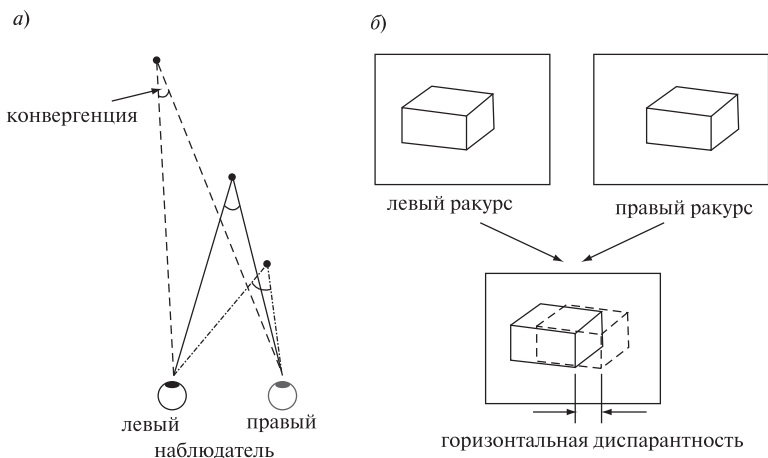 а)
конвергенция
левый
правый
наблюдатель
б)
левый ракурс
правый ракурс
горизонтальная диспарантность